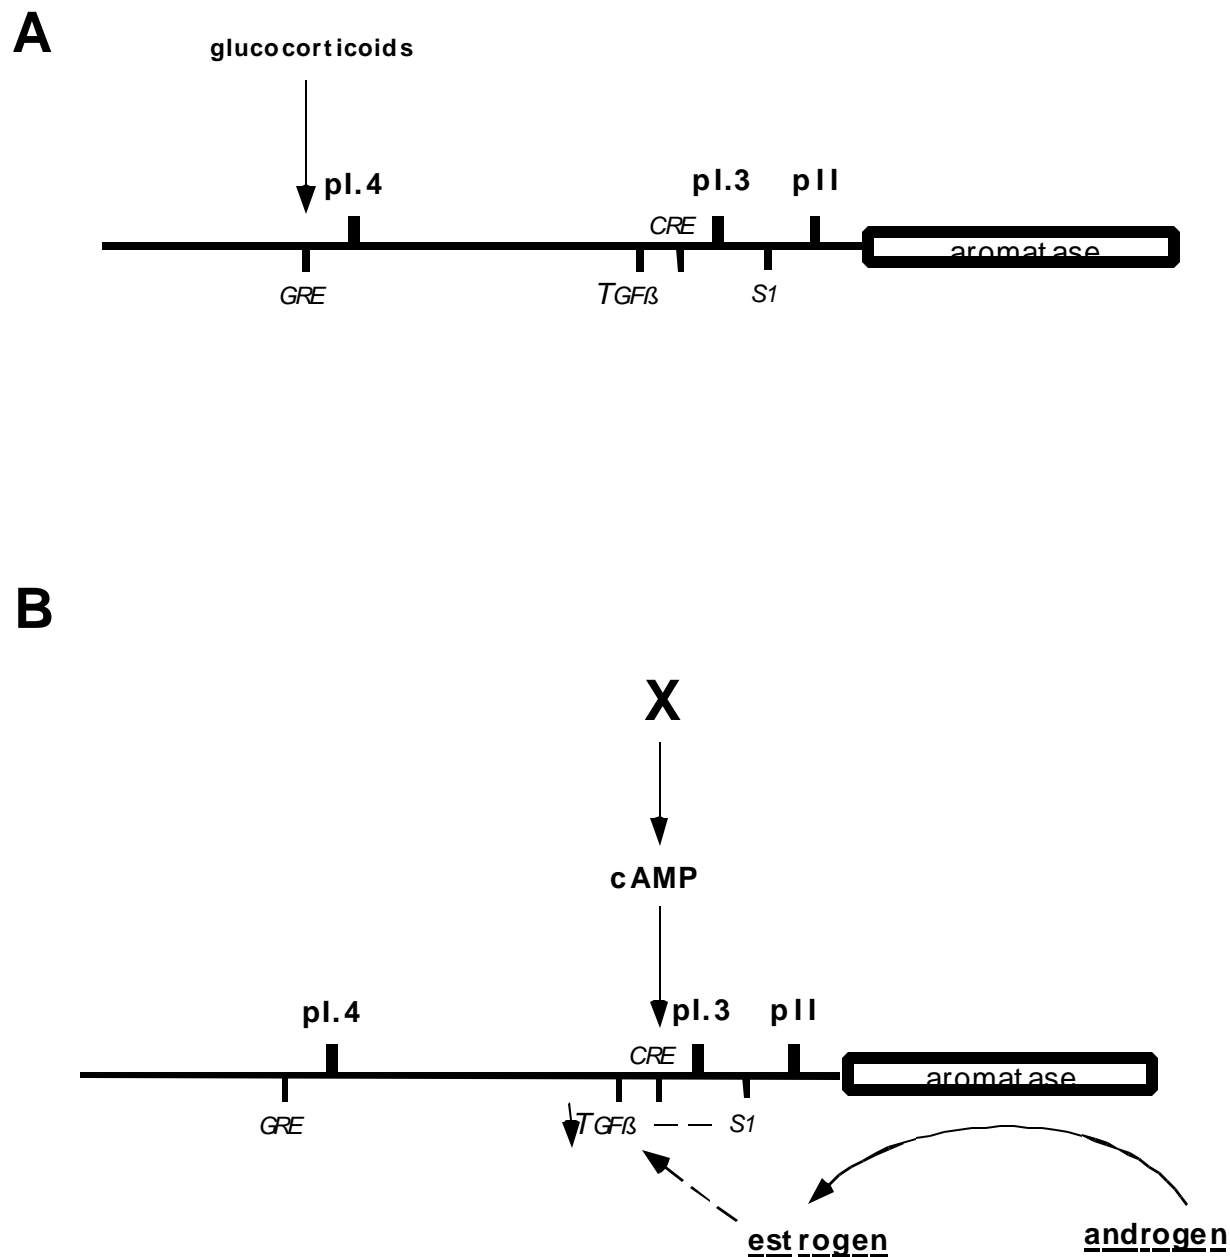 A
glucocorticoids
pI.4
pI.3
pII
CRE
aromatase
GRE
TGFß
S1
B
X
cAMP
pI.4
pI.3
pII
CRE
aromatase
GRE
TGFß
S1
estrogen
androgen